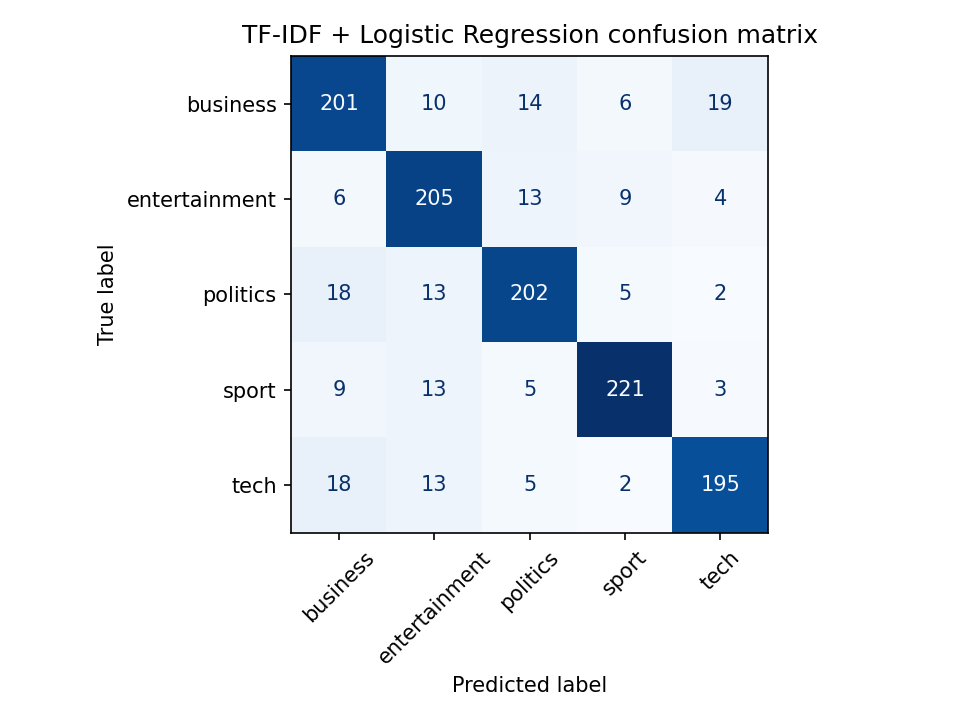 TF-IDF + Logistic Regression confusion matrix
business 201 10 14 6 19
entertainment 6 205 13 9 4
politics 18 13 202 5 2
sport 9 13 5 221 3
tech 18 13 5 2 195
True label
business entertainment politics sport tech
Predicted label